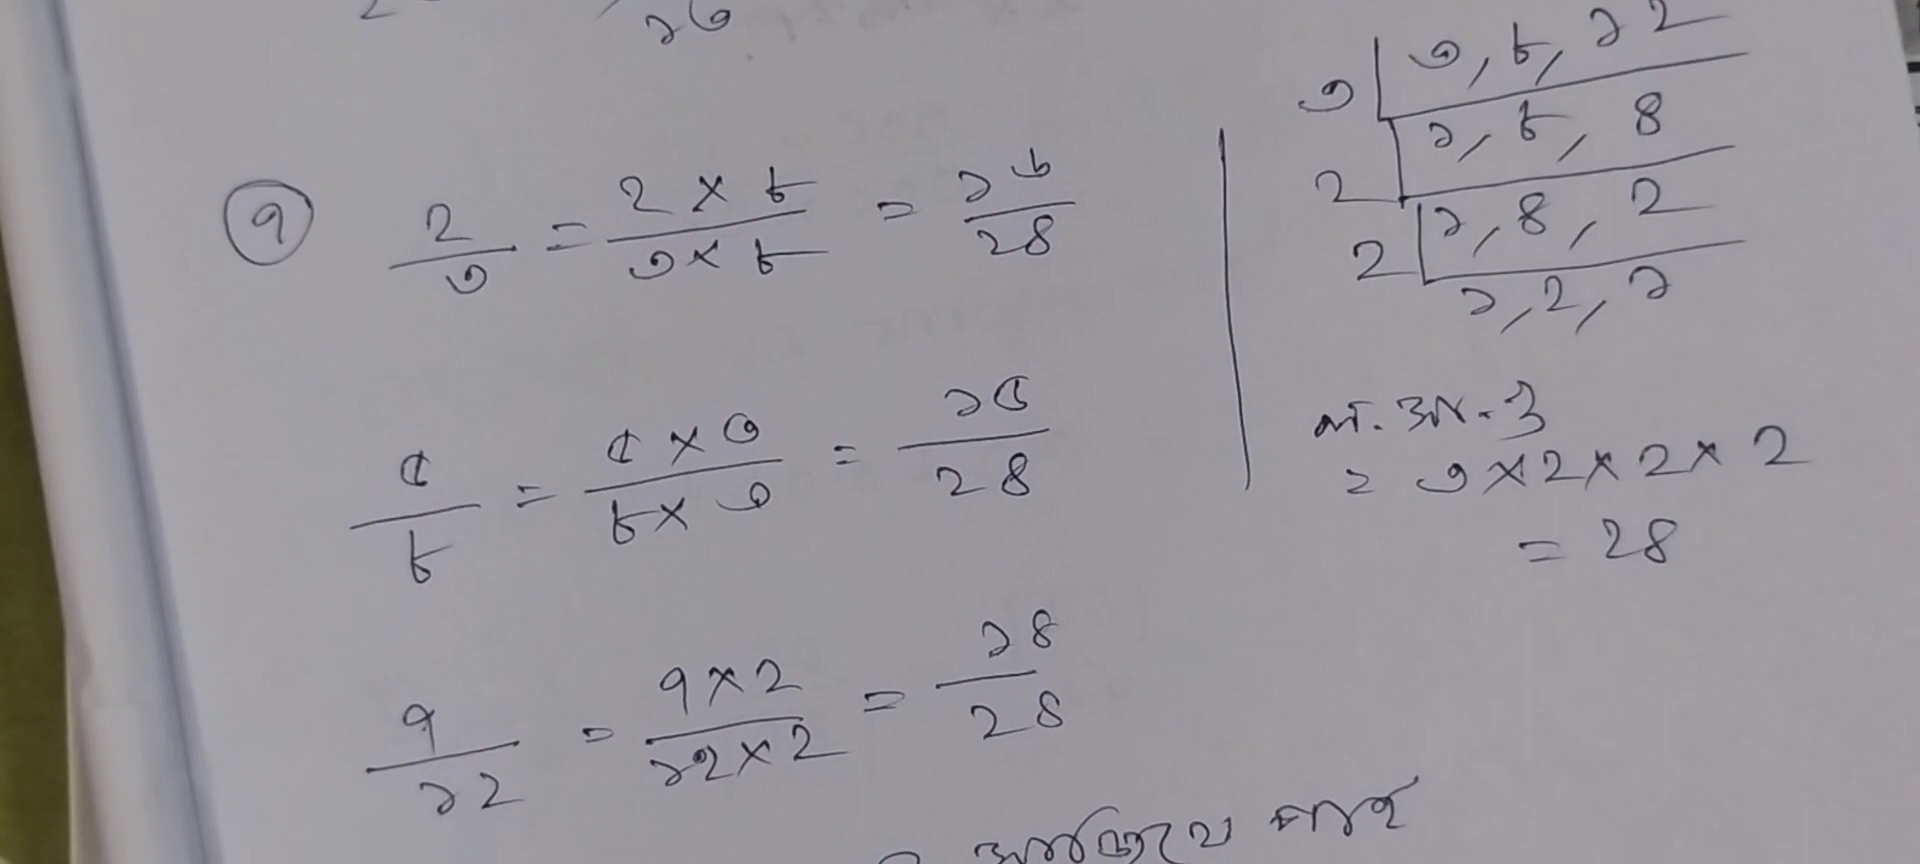 ১৬
৭ ২/৩ = ২ × ৮/৩ × ৮ = ১৬/২৪
৫/৮ = ৫ × ৩/৮ × ৩ = ১৫/২৪
৭/১২ = ৭ × ২/১২ × ২ = ১৪/২৪
৩ | ৩, ৮, ১২
২ | ১, ৮, ৪
২ | ১, ৪, ২
১, ২, ১
= ৩ × ২ × ২ × ২
= ২৪